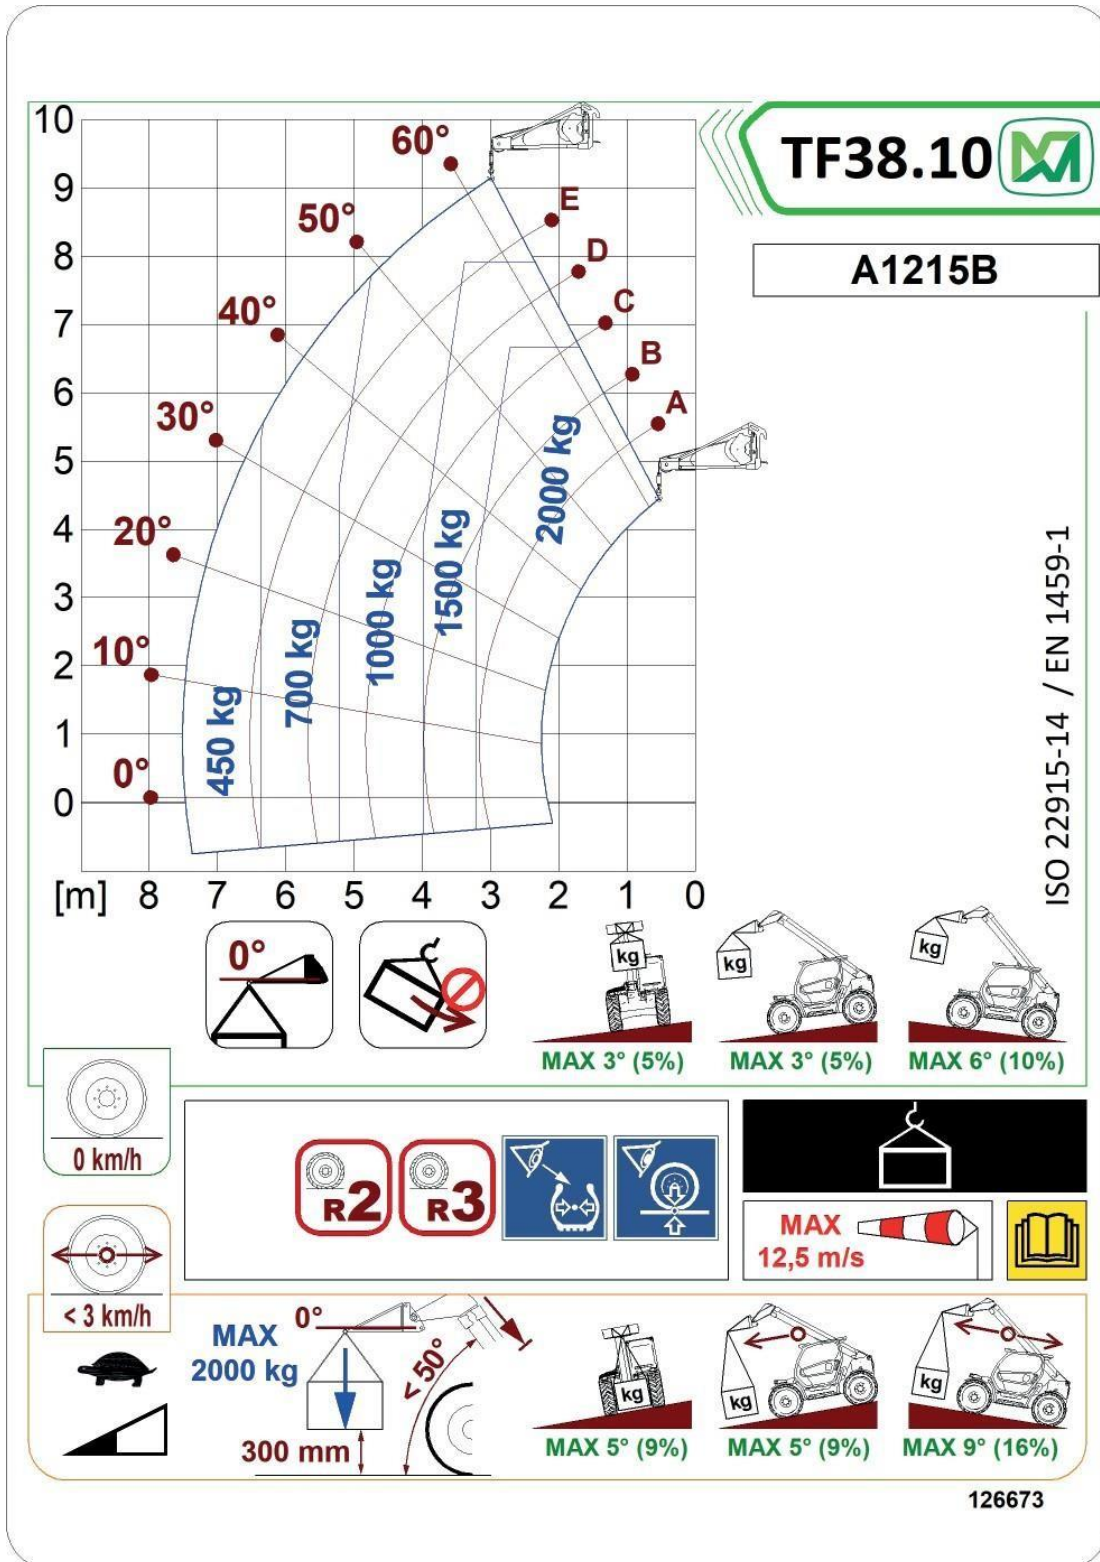 TF38.10
A1215B
10
9
8
7
6
5
4
3
2
1
0
60°
50°
40°
30°
20°
10°
0°
E
D
C
B
A
450 kg
700 kg
1000 kg
1500 kg
2000 kg
[m] 8 7 6 5 4 3 2 1 0
ISO 22915-14 / EN 1459-1
0°
kg
kg
kg
MAX 3° (5%)
MAX 3° (5%)
MAX 6° (10%)
0 km/h
R2
R3
MAX
12,5 m/s
< 3 km/h
MAX
2000 kg
0°
< 50°
300 mm
kg
kg
kg
MAX 5° (9%)
MAX 5° (9%)
MAX 9° (16%)
126673